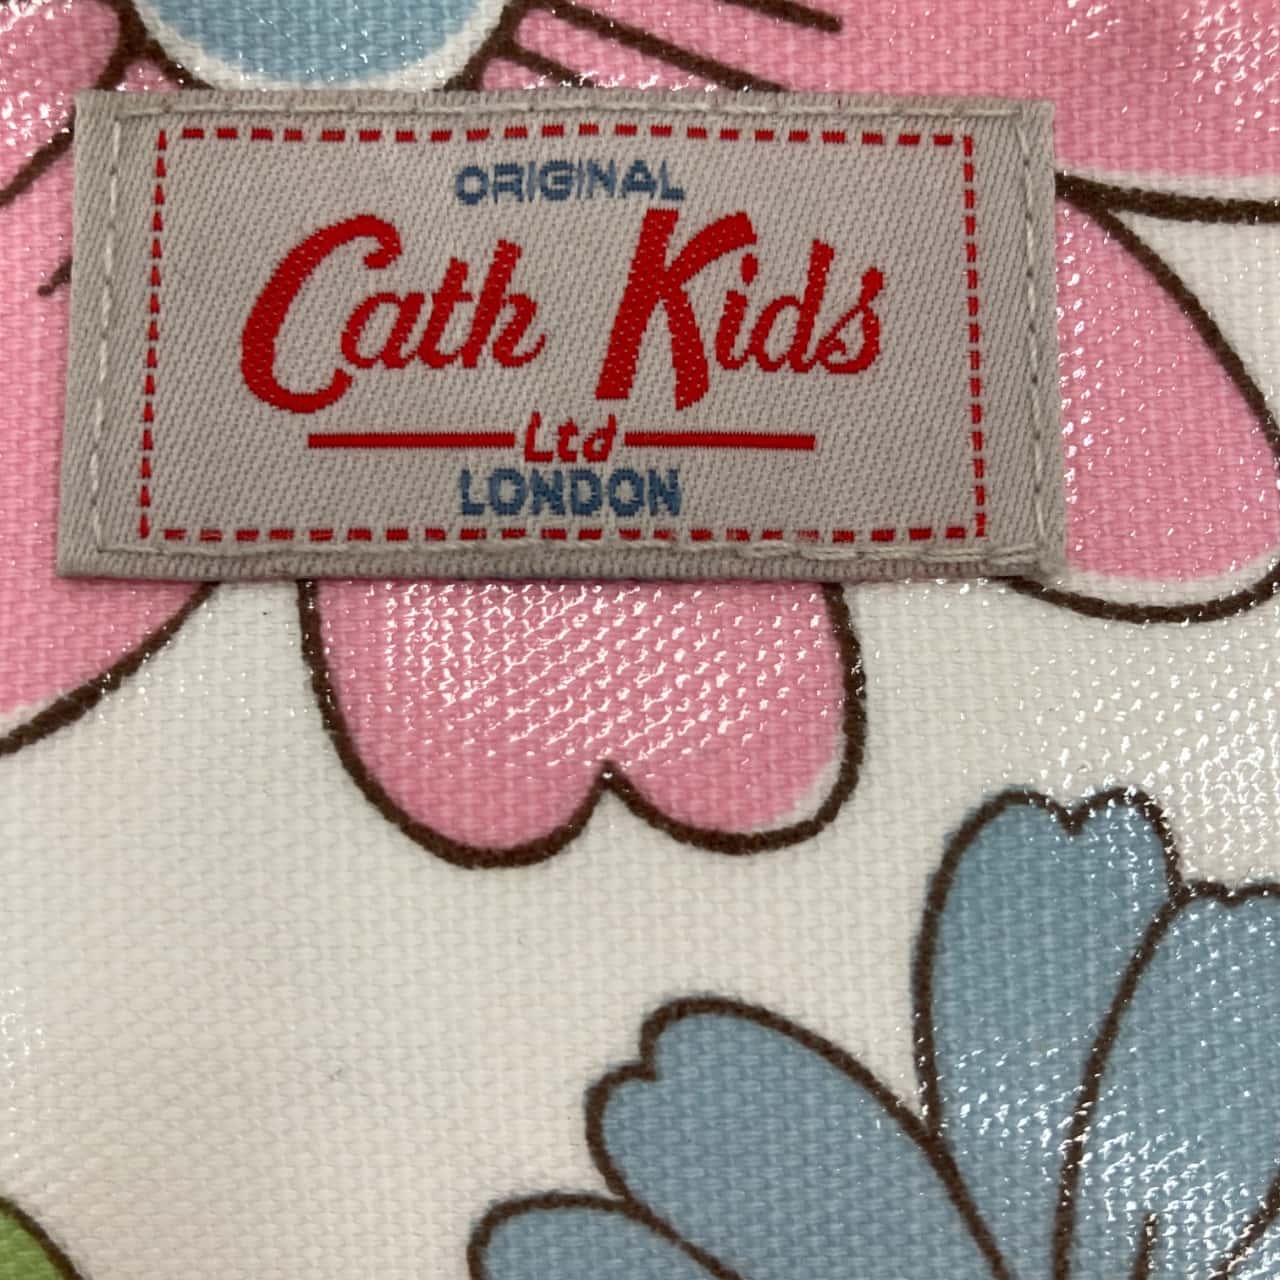 ORIGINAL
Cath Kids
Ltd
LONDON